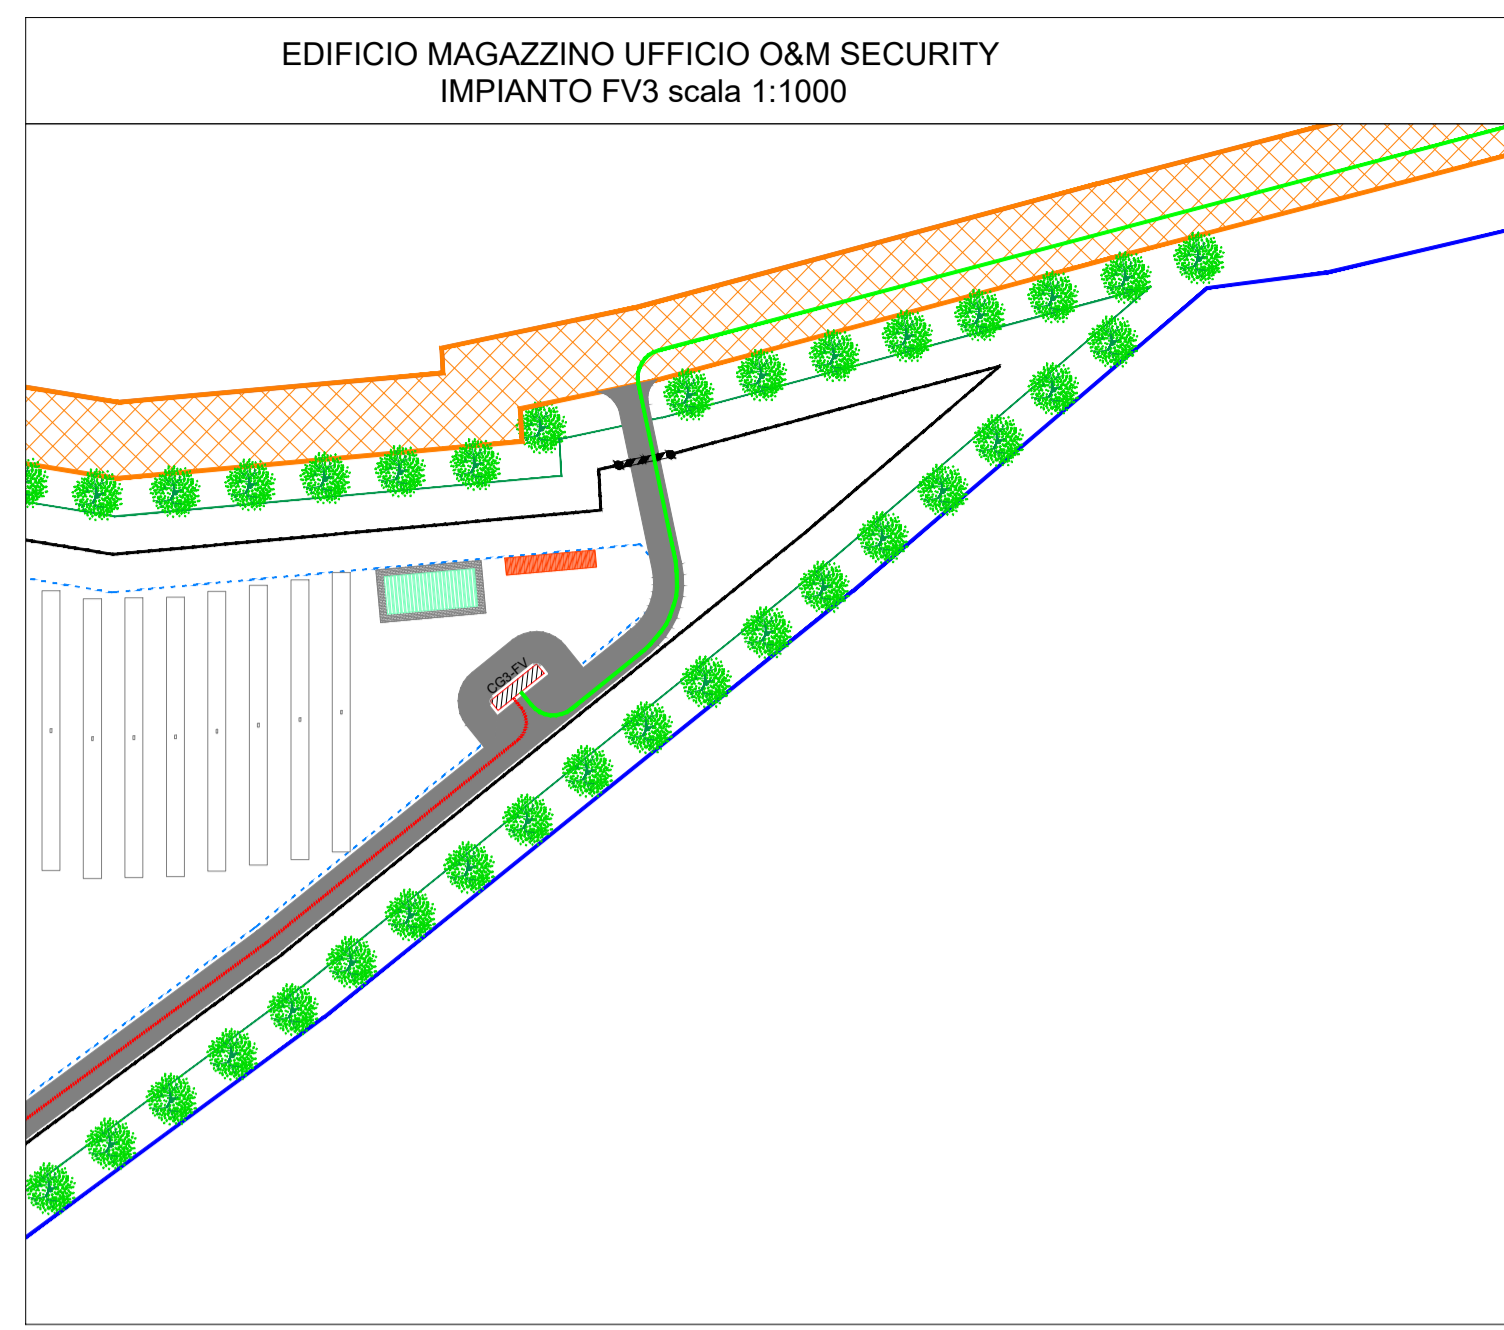 EDIFICIO MAGAZZINO UFFICIO O&M SECURITY
IMPIANTO FV3 scala 1:1000
CG3-FV